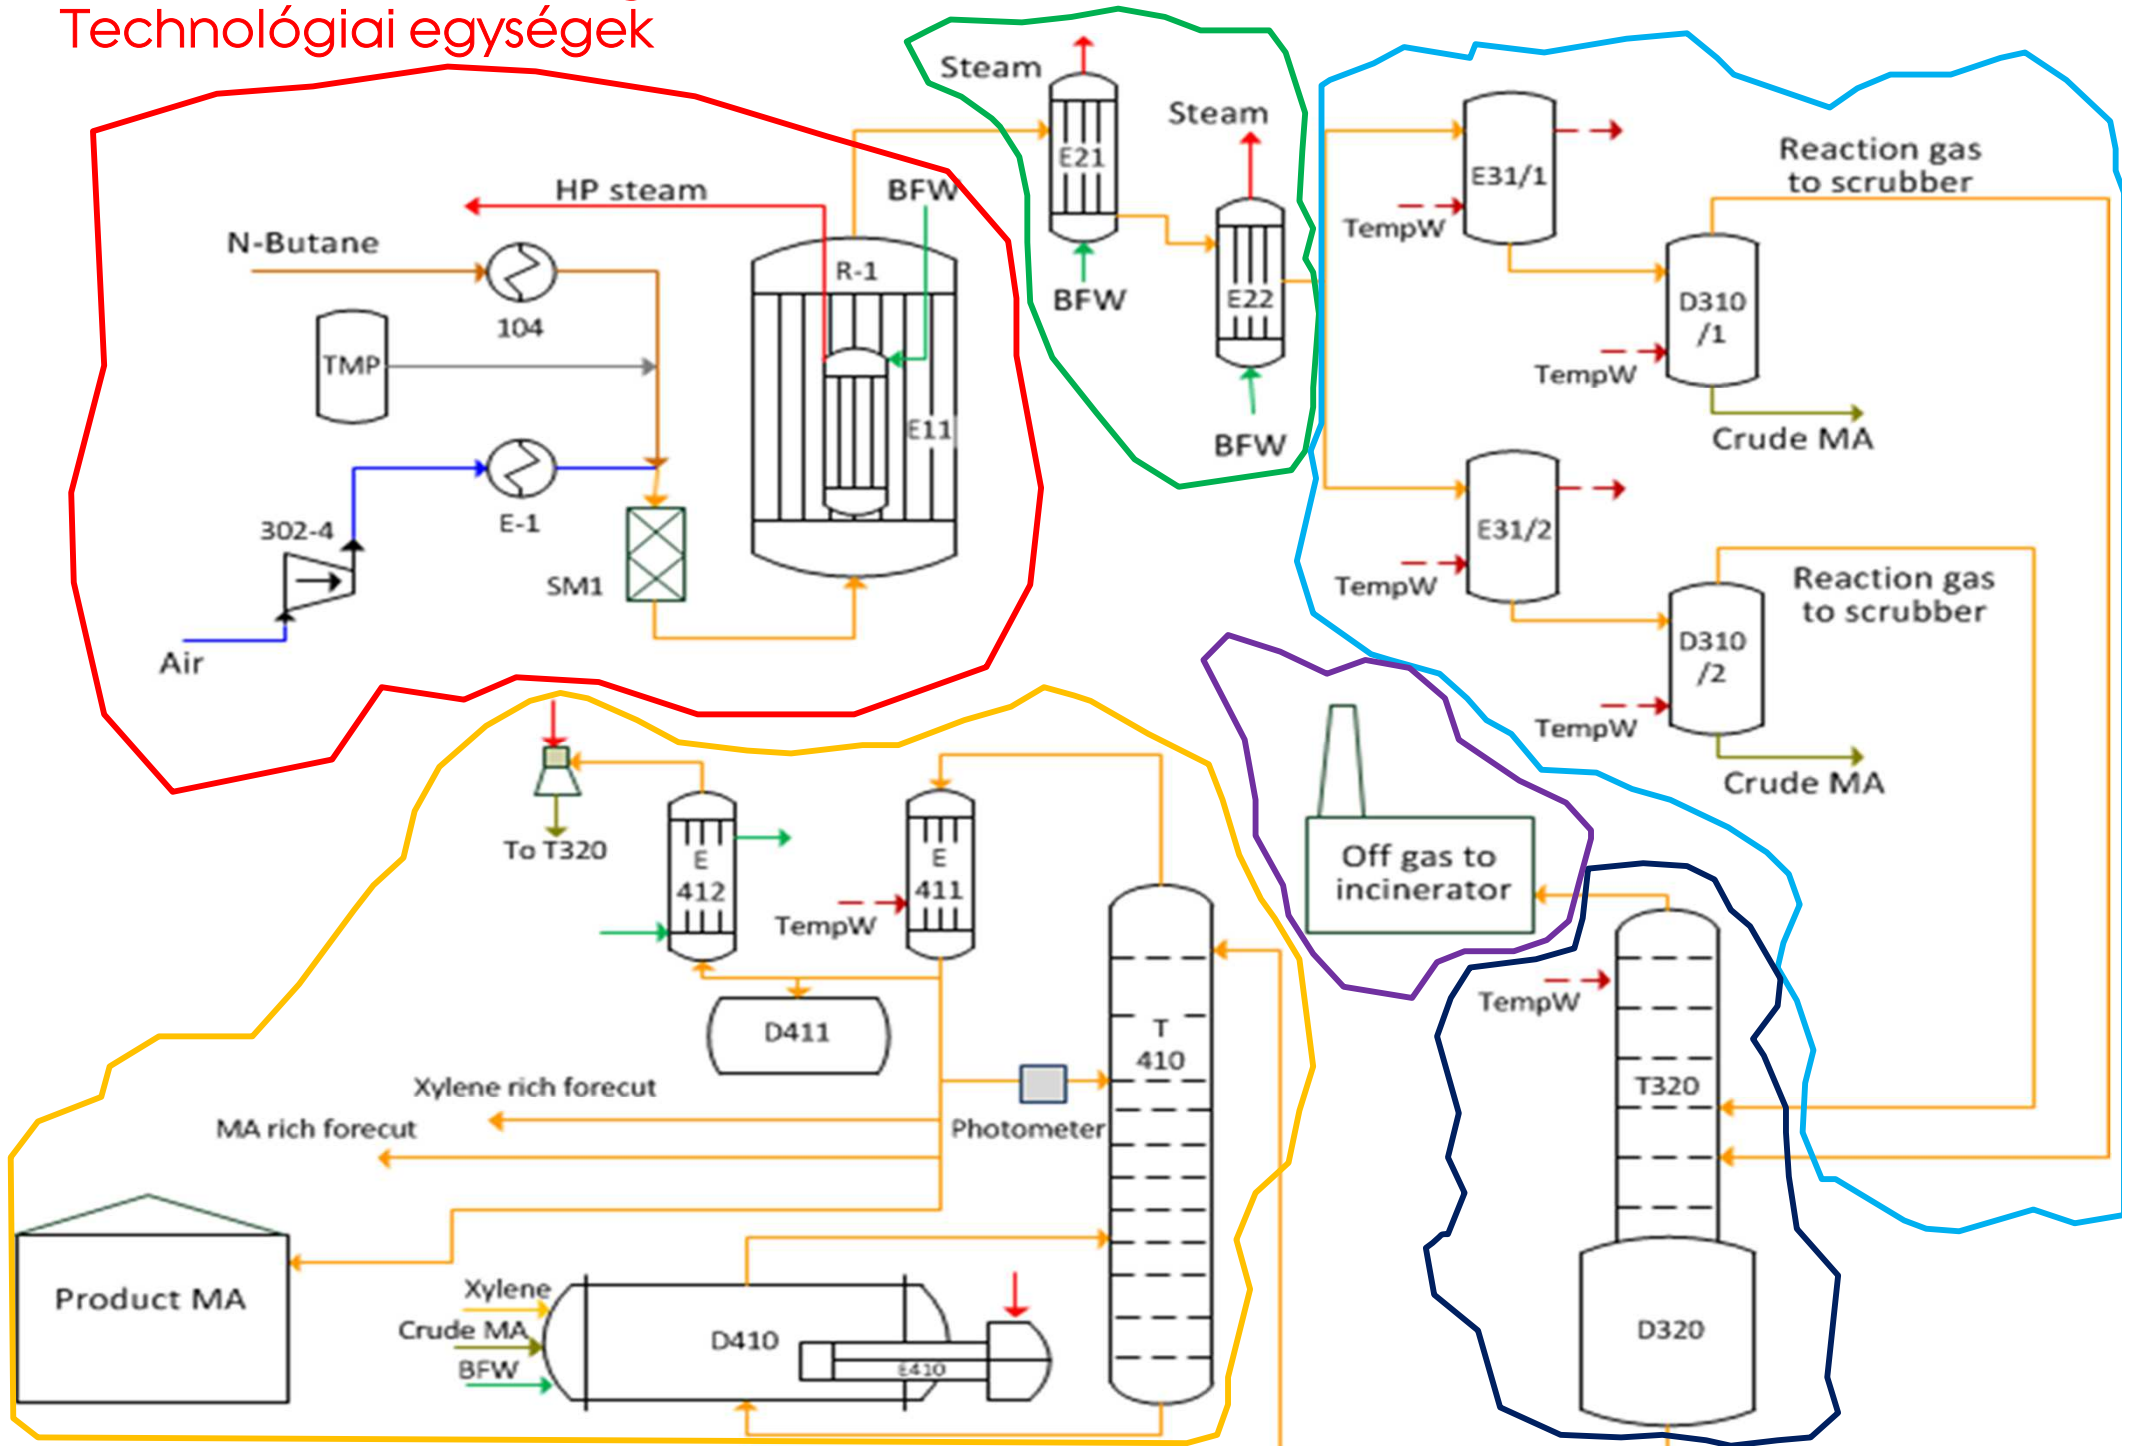 Technológiai egységek
Steam
Steam
E21
BFW
E22
BFW
HP steam
BFW
N-Butane
104
R-1
TMP
E11
E-1
302-4
SM1
Air
E31/1
TempW
Reaction gas
to scrubber
D310
/1
TempW
Crude MA
E31/2
TempW
Reaction gas
to scrubber
D310
/2
TempW
Crude MA
To T320
E
412
TempW
E
411
D411
Off gas to
incinerator
TempW
T320
D320
T
410
Xylene rich forecut
MA rich forecut
Photometer
Product MA
Xylene
Crude MA
BFW
D410
E410